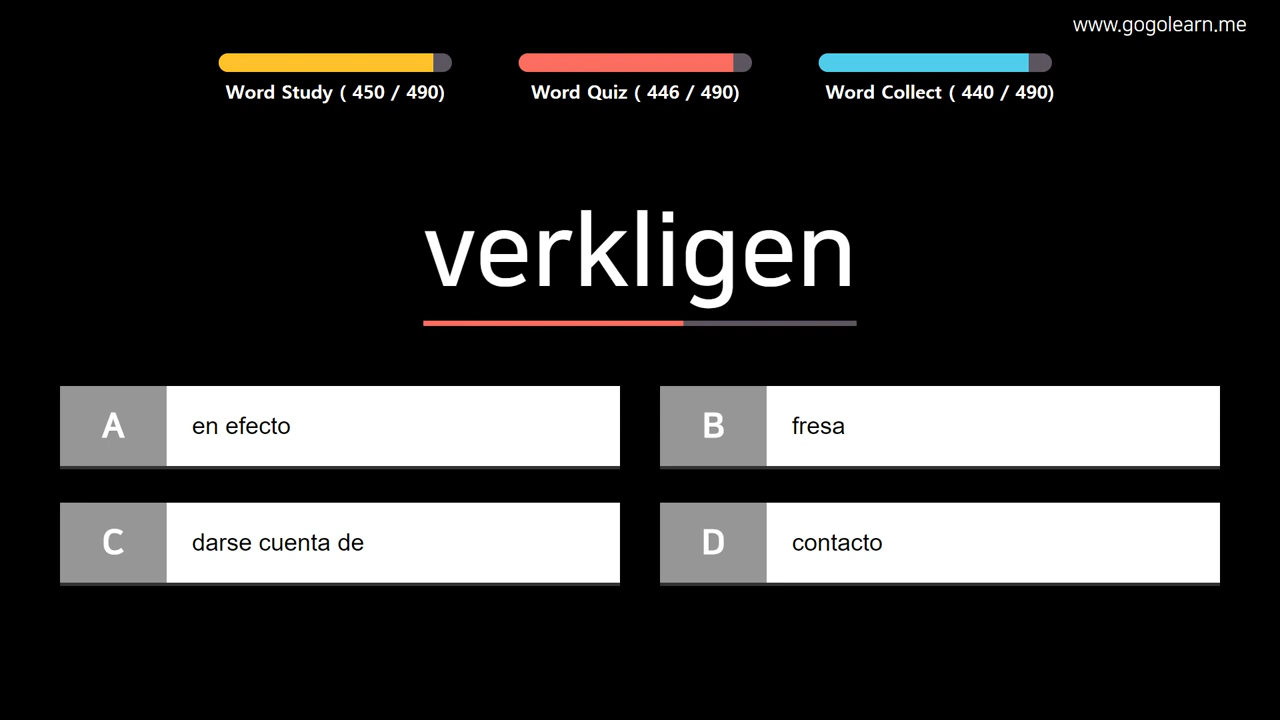 www.gogolearn.me
Word Study ( 450 / 490)
Word Quiz ( 446 / 490)
Word Collect ( 440 / 490)
verkligen
A en efecto
B fresa
C darse cuenta de
D contacto